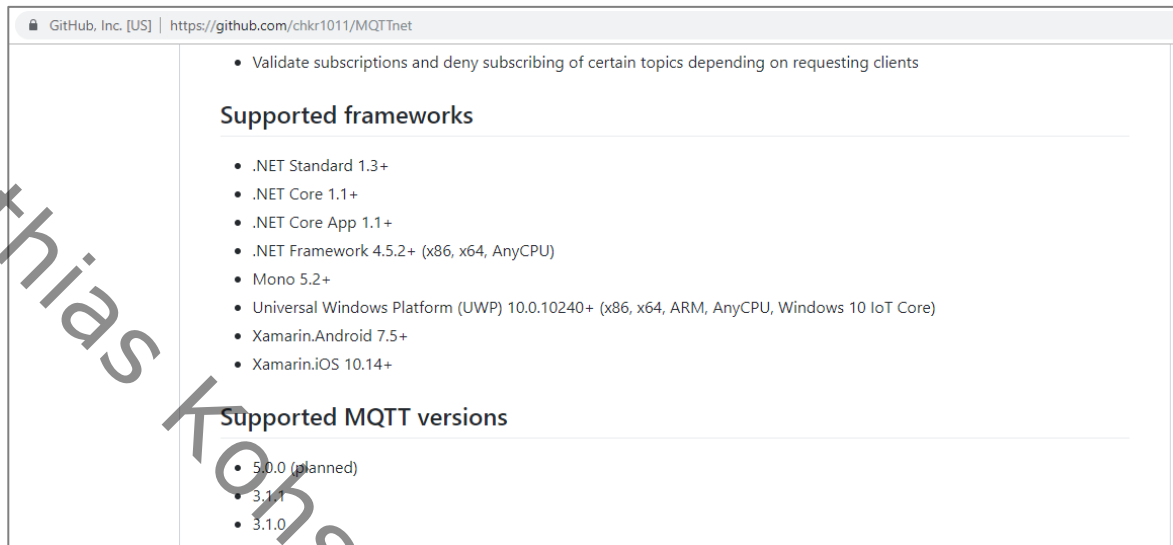 GitHub, Inc. [US] | https://github.com/chkr1011/MQTTnet
• Validate subscriptions and deny subscribing of certain topics depending on requesting clients
Supported frameworks
• .NET Standard 1.3+
• .NET Core 1.1+
• .NET Core App 1.1+
• .NET Framework 4.5.2+ (x86, x64, AnyCPU)
• Mono 5.2+
• Universal Windows Platform (UWP) 10.0.10240+ (x86, x64, ARM, AnyCPU, Windows 10 IoT Core)
• Xamarin.Android 7.5+
• Xamarin.iOS 10.14+
Supported MQTT versions
• 5.0.0 (planned)
• 3.1.1
• 3.1.0
thias Kohs